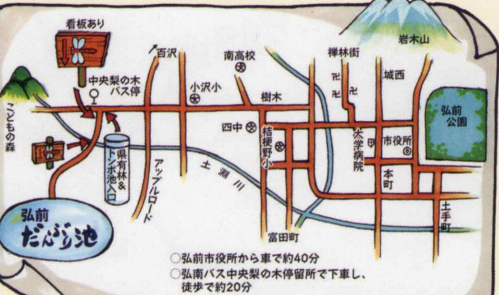 看板あり
中央梨の木
バス停
百沢
南高校
小沢小
樹木
禅林街
城西
岩木山
弘前
公園
四中
桔梗野小
大学病院
市役所
本町
土手町
富田町
土淵川
アップルロード
県有林&
トンボ池入口
こどもの森
弘前
だんぶり池
○弘前市役所から車で約40分
○弘南バス中央梨の木停留所で下車し、
徒歩で約20分